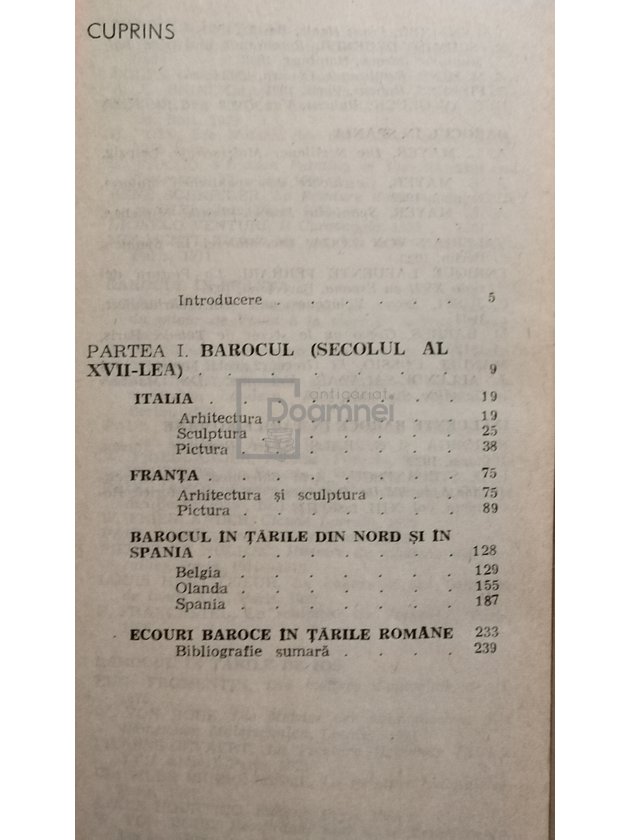 CUPRINS
Introducere . . . . . . 5
PARTEA I. BAROCUL (SECOLUL AL
XVII-LEA) . . . . . . . . 9
ITALIA . . . . . . . . 19
Arhitectura . . . . . . 19
Sculptura . . . . . . 25
Pictura . . . . . . . 38
FRANȚA . . . . . . . . 75
Arhitectura și sculptura . . . 75
Pictura . . . . . . . 89
BAROCUL ÎN ȚĂRILE DIN NORD ȘI ÎN
SPANIA . . . . . . . . 128
Belgia . . . . . . . 129
Olanda . . . . . . . 155
Spania . . . . . . . 187
ECOURI BAROCE ÎN ȚĂRILE ROMÂNE 233
Bibliografie sumară . . . . 239
antigariat
Doamnei